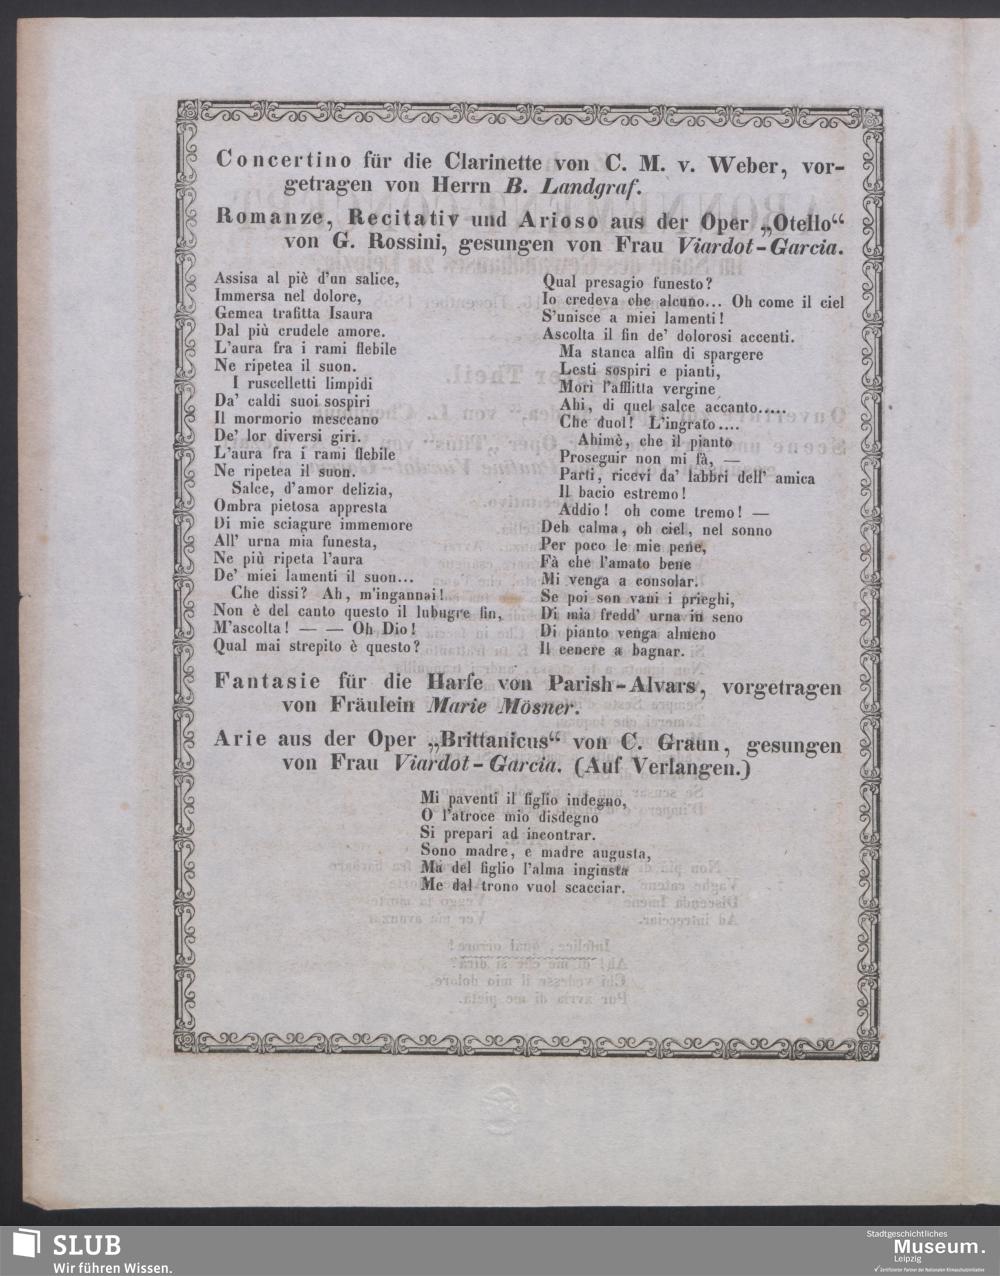 Concertino für die Clarinette von C. M. v. Weber, vor-
getragen von Herrn B. Landgraf.
Romanze, Recitativ und Arioso aus der Oper „Otello“
von G. Rossini, gesungen von Frau Viardot-Garcia.
Assisa al piè d'un salice,
Immersa nel dolore,
Gemea trafitta Isaura
Dal più crudele amore.
L'aura fra i rami flebile
Ne ripetea il suon.
I ruscelletti limpidi
Da' caldi suoi sospiri
Il mormorio mesceano
De' lor diversi giri.
L'aura fra i rami flebile
Ne ripetea il suon.
Salce, d'amor delizia,
Ombra pietosa appresta
Di mie sciagure immemore
All' urna mia funesta,
Ne più ripeta l'aura
De' miei lamenti il suon...
Che dissi? Ah, m'ingannai!
Non è del canto questo il lubugre fin,
M'ascolta! — — Oh Dio!
Qual mai strepito è questo?
Qual presagio funesto?
Io credeva che alcuno... Oh come il ciel
S'unisce a miei lamenti!
Ascolta il fin de' dolorosi accenti.
Ma stanca alfin di spargere
Lesti sospiri e pianti,
Mori l'afflitta vergine
Ahi, di quel salce accanto.....
Che duol! L'ingrato....
Ahimè, che il pianto
Proseguir non mi fà, —
Parti, ricevi da' labbri dell' amica
Il bacio estremo!
Addio! oh come tremo! —
Deh calma, oh ciel, nel sonno
Per poco le mie pene,
Fà che l'amato bene
Mi venga a consolar.
Se poi son vani i prieghi,
Di mia fredd' urna in seno
Di pianto venga almeno
Il cenere a bagnar.
Fantasie für die Harfe von Parish-Alvars, vorgetragen
von Fräulein Marie Mösner.
Arie aus der Oper „Brittanicus“ von C. Graun, gesungen
von Frau Viardot-Garcia. (Auf Verlangen.)
Mi paventi il figlio indegno,
O l'atroce mio disdegno
Si prepari ad incontrar.
Sono madre, e madre augusta,
Ma del figlio l'alma ingiusta
Me dal trono vuol scacciar.
SLUB
Wir führen Wissen.
Stadtgeschichtliches
Museum.
Leipzig
Zertifizierter Partner der Nationalen Klimaschutzinitiative